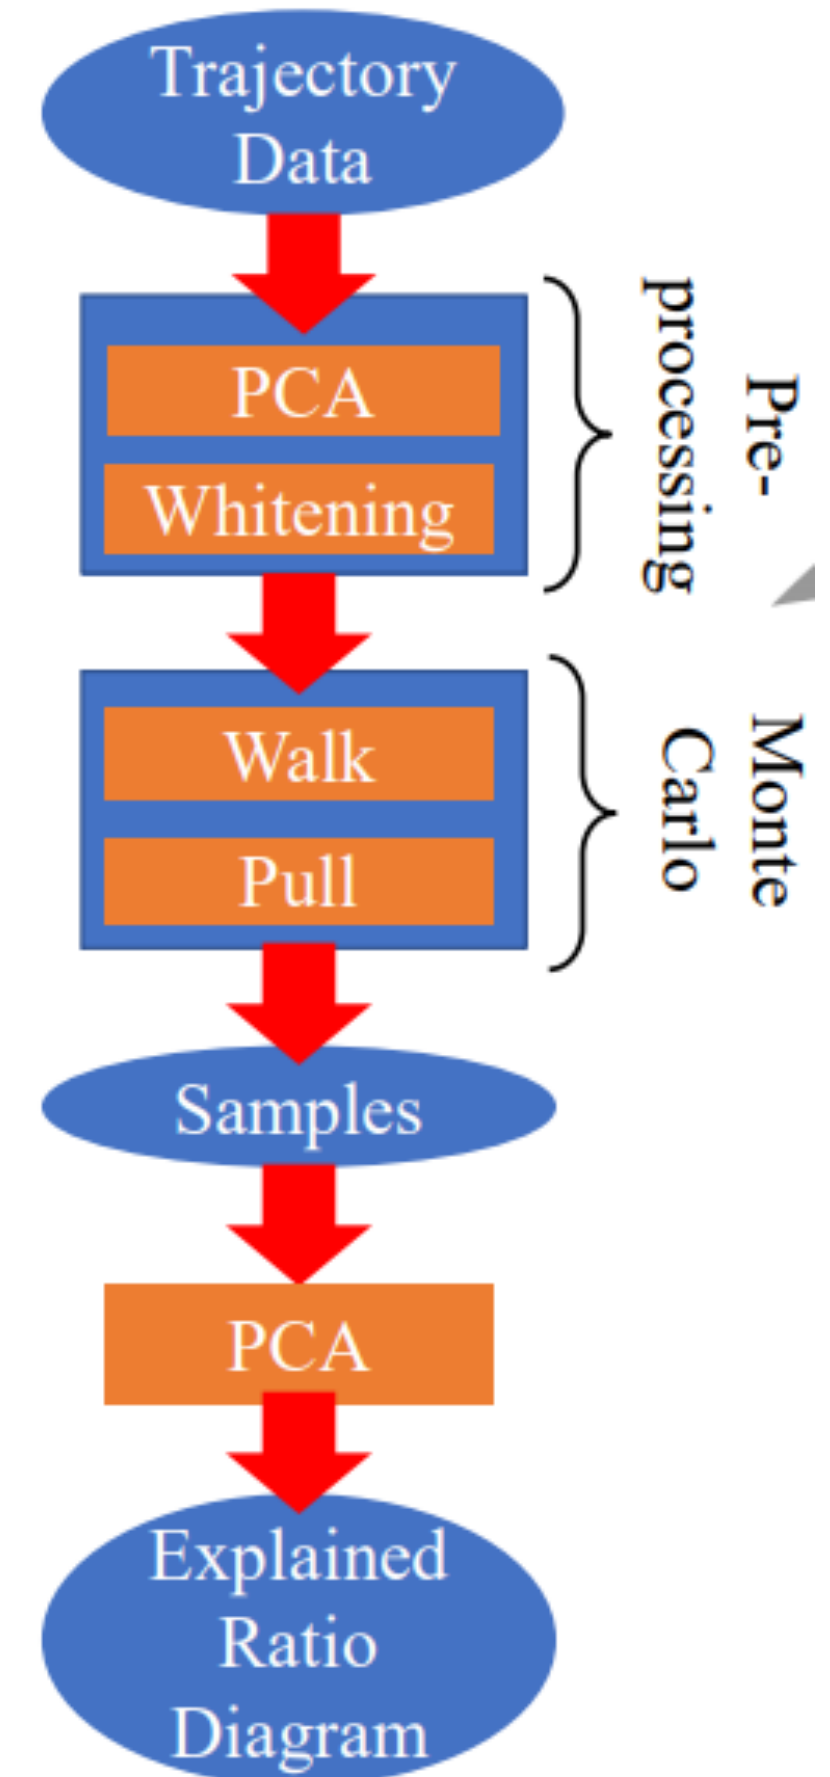 Trajectory
Data
PCA
Whitening
Pre-
processing
Walk
Pull
Monte
Carlo
Samples
PCA
Explained
Ratio
Diagram